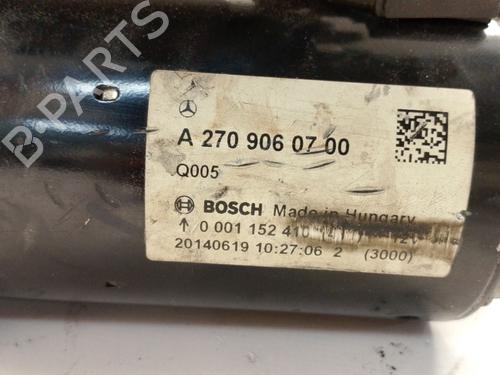 B-PARTS
A 270 906 07 00
Q005
BOSCH Made in Hungary
↑ 0 001 152 410 12V
20140619 10:27:06 2 (3000)